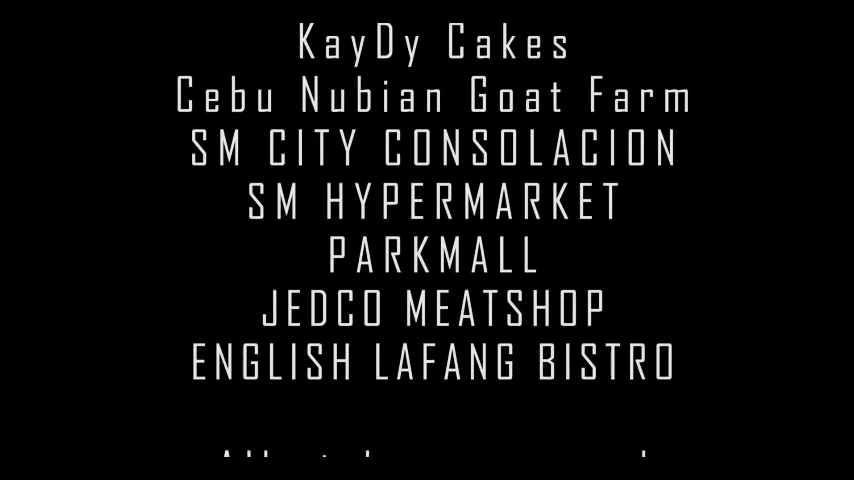 KayDy Cakes
Cebu Nubian Goat Farm
SM CITY CONSOLACION
SM HYPERMARKET
PARKMALL
JEDCO MEATSHOP
ENGLISH LAFANG BISTRO